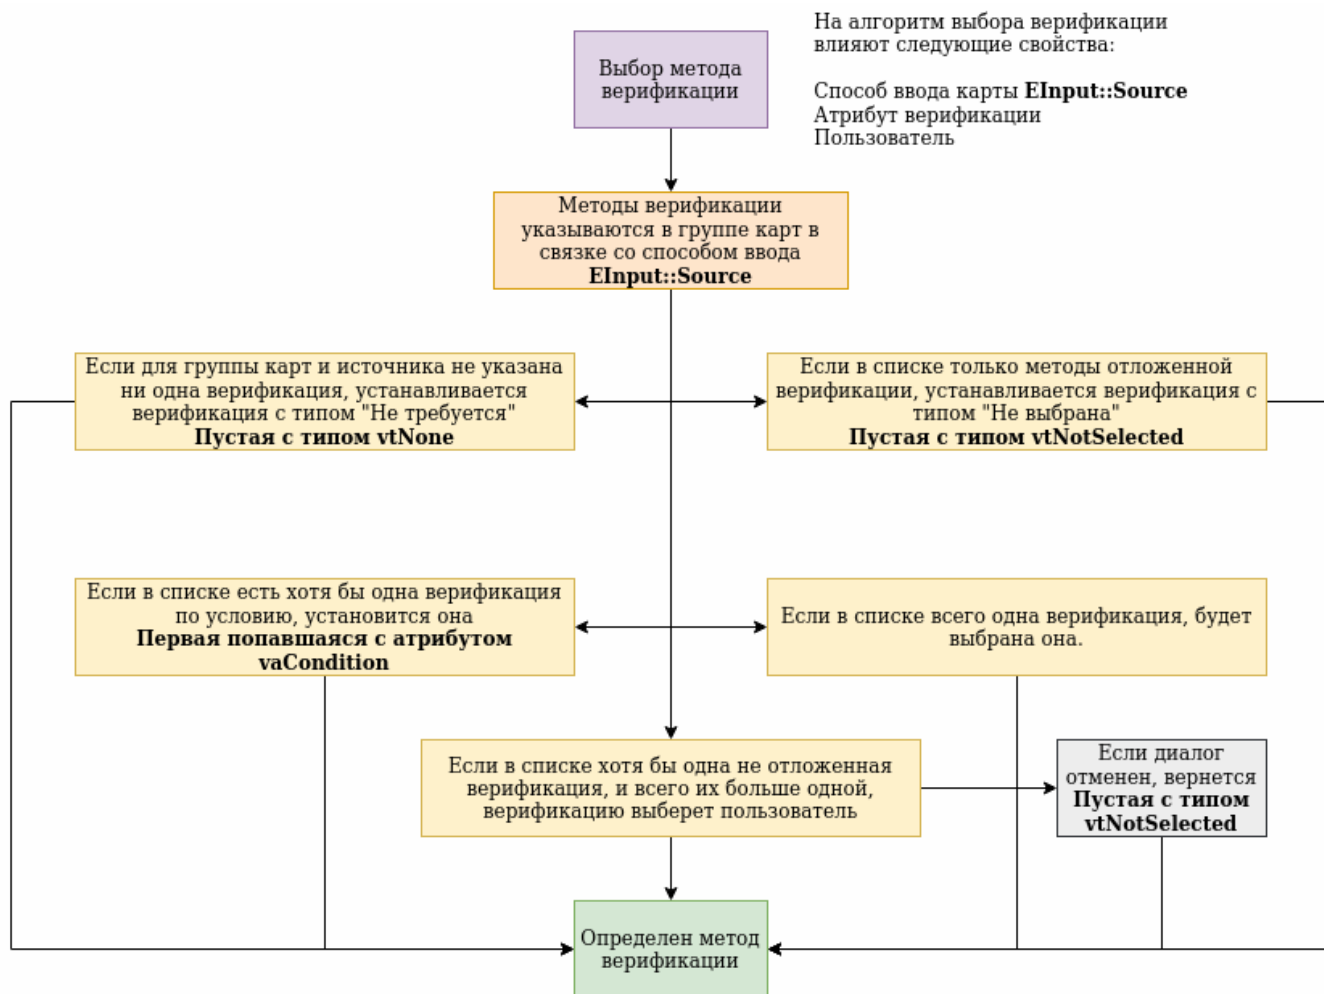 Выбор метода
верификации
На алгоритм выбора верификации
влияют следующие свойства:
Способ ввода карты EInput::Source
Атрибут верификации
Пользователь
Методы верификации
указываются в группе карт в
связке со способом ввода
EInput::Source
Если для группы карт и источника не указана
ни одна верификация, устанавливается
верификация с типом "Не требуется"
Пустая с типом vtNone
Если в списке только методы отложенной
верификации, устанавливается верификация с
типом "Не выбрана"
Пустая с типом vtNotSelected
Если в списке есть хотя бы одна верификация
по условию, установится она
Первая попавшаяся с атрибутом
vaCondition
Если в списке всего одна верификация, будет
выбрана она.
Если в списке хотя бы одна не отложенная
верификация, и всего их больше одной,
верификацию выберет пользователь
Если диалог
отменен, вернется
Пустая с типом
vtNotSelected
Определен метод
верификации